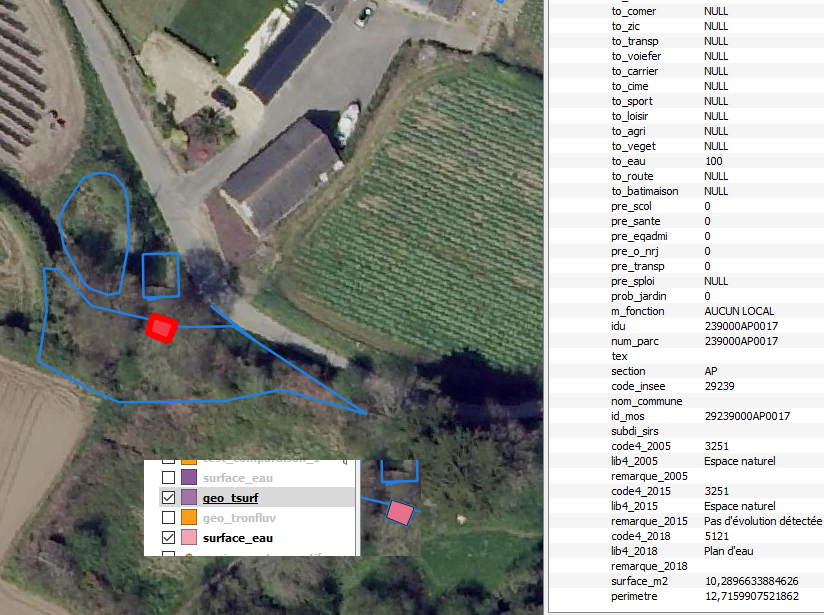 to_comer NULL
to_zic NULL
to_transp NULL
to_voiefer NULL
to_carrier NULL
to_cime NULL
to_sport NULL
to_loisir NULL
to_agri NULL
to_veget NULL
to_eau 100
to_route NULL
to_batimaison NULL
pre_scol 0
pre_sante 0
pre_eqadmi 0
pre_o_nrj 0
pre_transp 0
pre_sploi NULL
prob_jardin 0
m_fonction AUCUN LOCAL
idu 239000AP0017
num_parc 239000AP0017
tex
section AP
code_insee 29239
nom_commune
id_mos 29239000AP0017
subdi_sirs
code4_2005 3251
lib4_2005 Espace naturel
remarque_2005
code4_2015 3251
lib4_2015 Espace naturel
remarque_2015 Pas d'évolution détectée
code4_2018 5121
lib4_2018 Plan d'eau
remarque_2018
surface_m2 10,2896633884626
perimetre 12,7159907521862
surface_eau
geo_tsurf
geo_tronfluv
surface_eau